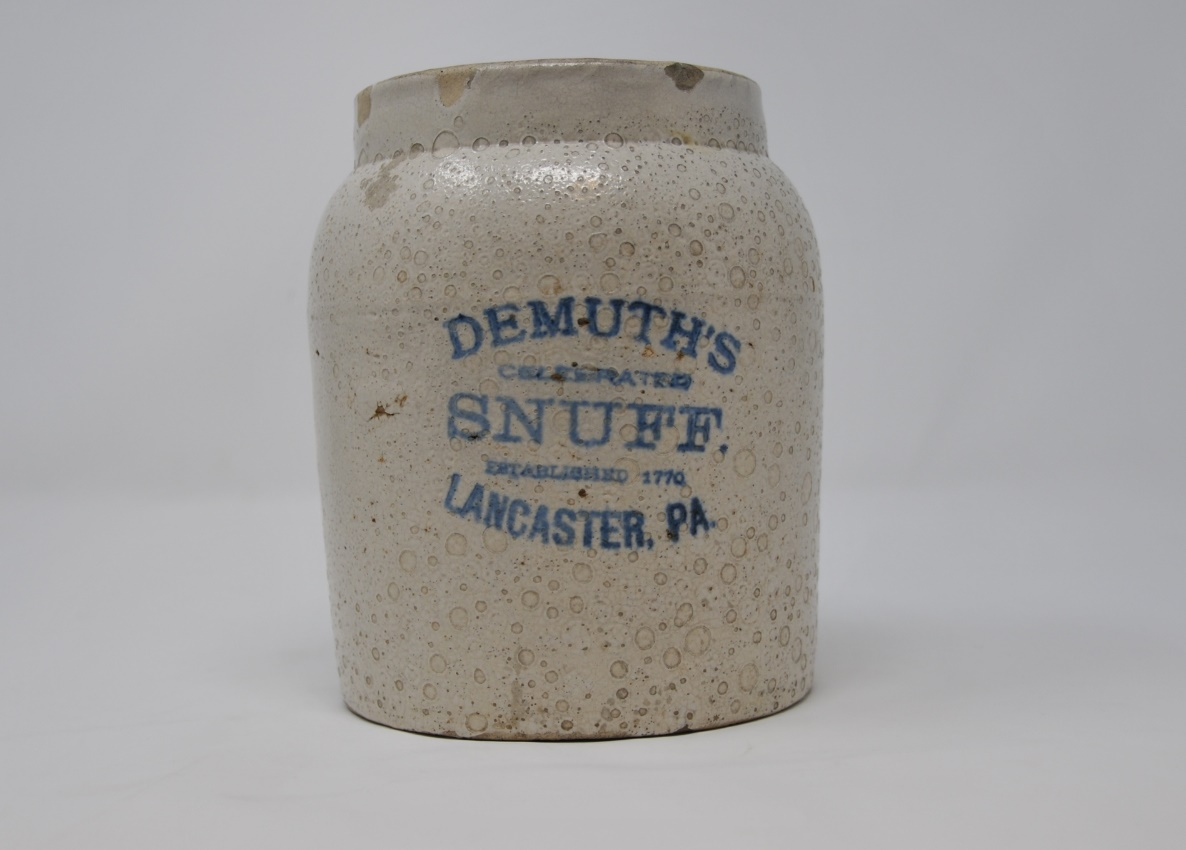 DEMUTH'S
CELEBRATED
SNUFF.
ESTABLISHED 1770
LANCASTER, PA.